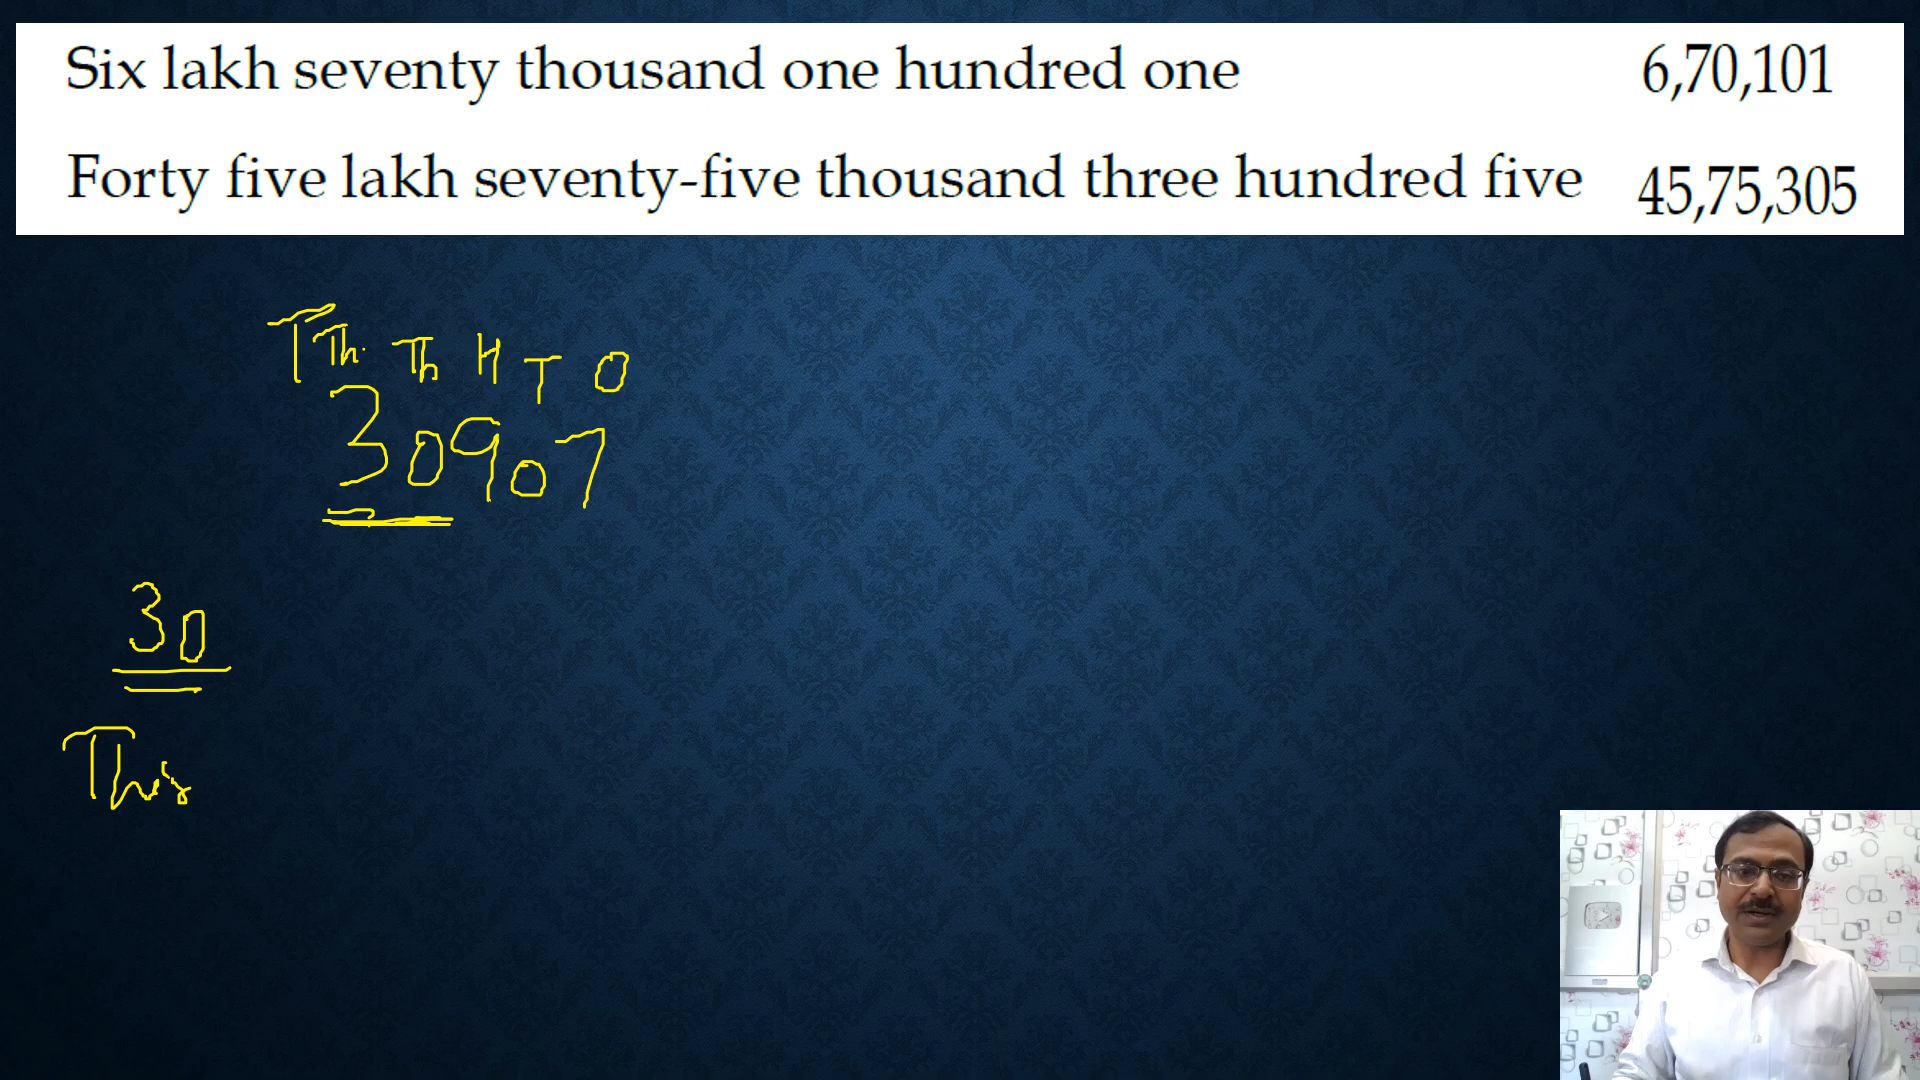 Six lakh seventy thousand one hundred one 6,70,101
Forty five lakh seventy-five thousand three hundred five 45,75,305
TTh. Th H T O
30907
30